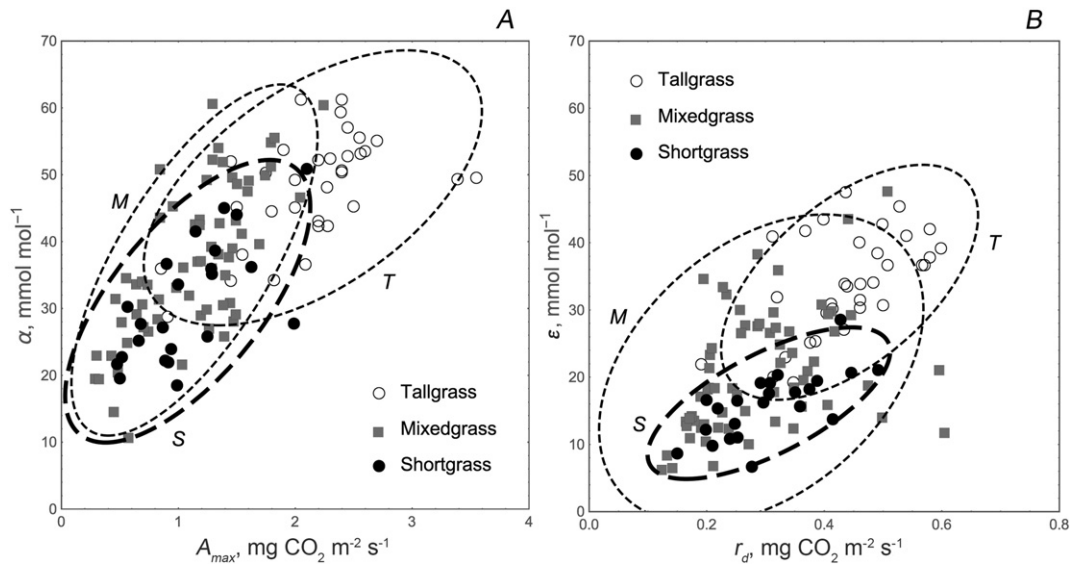 A
70
60
50
40
30
20
10
0
α, mmol mol⁻¹
M
T
S
Tallgrass
Mixedgrass
Shortgrass
0 1 2 3 4
Amax, mg CO2 m-2 s-1
B
70
60
50
40
30
20
10
0
ε, mmol mol⁻¹
Tallgrass
Mixedgrass
Shortgrass
M
T
S
0.0 0.2 0.4 0.6 0.8
rd, mg CO2 m-2 s-1